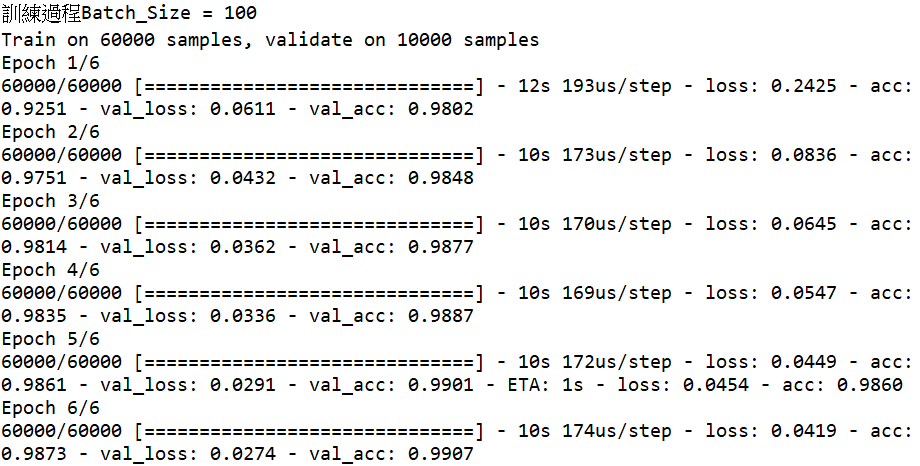 訓練過程Batch_Size = 100
Train on 60000 samples, validate on 10000 samples
Epoch 1/6
60000/60000 [==============================] - 12s 193us/step - loss: 0.2425 - acc:
0.9251 - val_loss: 0.0611 - val_acc: 0.9802
Epoch 2/6
60000/60000 [==============================] - 10s 173us/step - loss: 0.0836 - acc:
0.9751 - val_loss: 0.0432 - val_acc: 0.9848
Epoch 3/6
60000/60000 [==============================] - 10s 170us/step - loss: 0.0645 - acc:
0.9814 - val_loss: 0.0362 - val_acc: 0.9877
Epoch 4/6
60000/60000 [==============================] - 10s 169us/step - loss: 0.0547 - acc:
0.9835 - val_loss: 0.0336 - val_acc: 0.9887
Epoch 5/6
60000/60000 [==============================] - 10s 172us/step - loss: 0.0449 - acc:
0.9861 - val_loss: 0.0291 - val_acc: 0.9901 - ETA: 1s - loss: 0.0454 - acc: 0.9860
Epoch 6/6
60000/60000 [==============================] - 10s 174us/step - loss: 0.0419 - acc:
0.9873 - val_loss: 0.0274 - val_acc: 0.9907